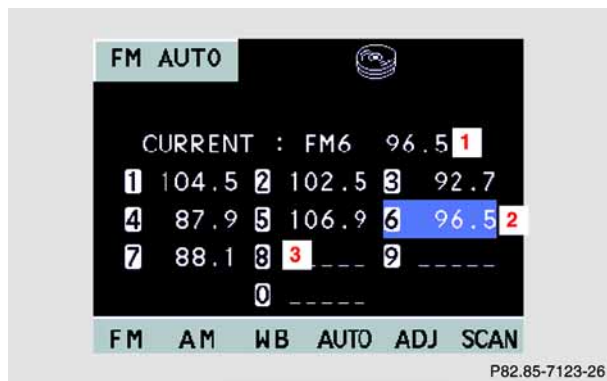 FM AUTO
CURRENT : FM6 96.5 1
1 104.5 2 102.5 3 92.7
4 87.9 5 106.9 6 96.5 2
7 88.1 8 3 _ _ _ _ 9 _ _ _ _ _
0 _ _ _ _ _
FM AM WB AUTO ADJ SCAN
P82.85-7123-26